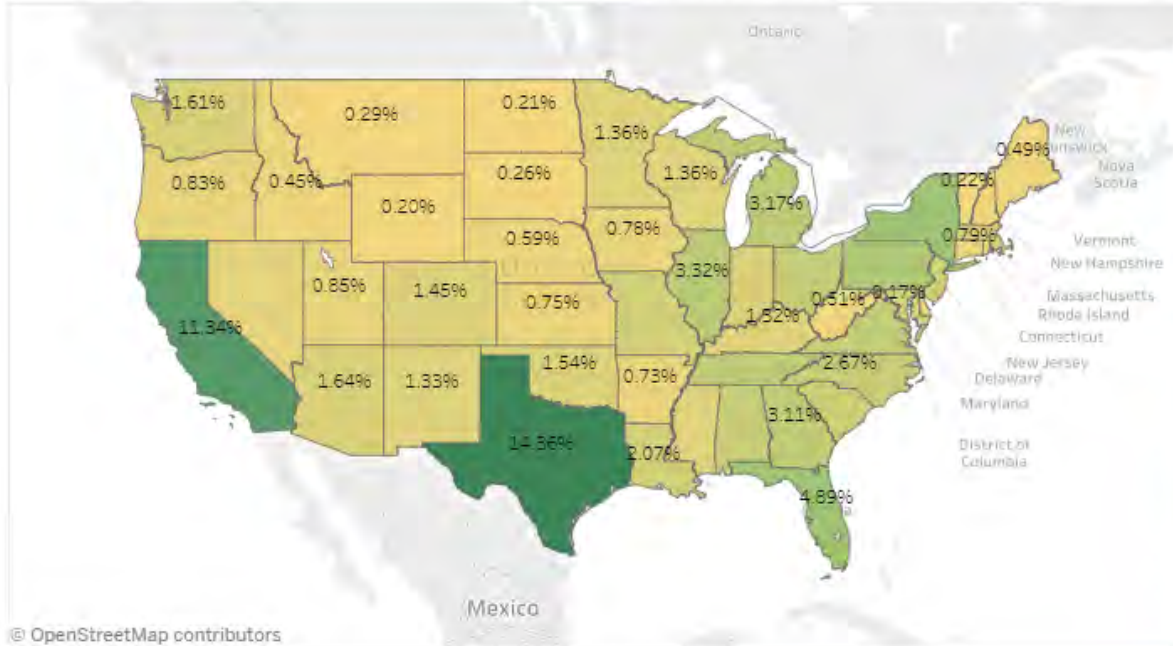 Ontario
1.61%
0.29%
0.21%
1.36%
0.83%
0.45%
0.20%
0.26%
1.36%
3.17%
0.49%
New
Nova
Scotia
0.22%
0.59%
0.78%
0.79%
Vermont
New Hampshire
0.85%
1.45%
0.75%
3.32%
1.52%
0.51%
0.17%
Massachusetts
Rhode Island
Connecticut
11.34%
1.64%
1.33%
1.54%
0.73%
2.67%
New Jersey
Delaware
Maryland
14.36%
2.07%
3.11%
District of
Columbia
4.89%
Mexico
© OpenStreetMap contributors